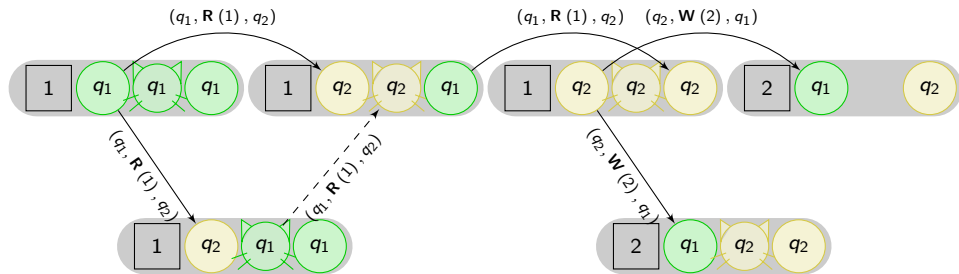 (q₁, R (1), q₂) (q₁, R (1), q₂) (q₂, W (2), q₁)
1 q₁ q₁ q₁ 1 q₂ q₂ q₁ 1 q₂ q₂ q₂ 2 q₁ q₂
(q₁, R (1), q₂) (q₁, R (1), q₂) (q₂, W (2), q₁)
1 q₂ q₁ q₁ 2 q₁ q₂ q₂